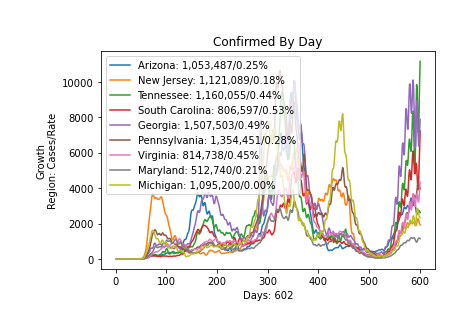 Confirmed By Day
Growth
Region: Cases/Rate
10000
8000
6000
4000
2000
0
Arizona: 1,053,487/0.25%
New Jersey: 1,121,089/0.18%
Tennessee: 1,160,055/0.44%
South Carolina: 806,597/0.53%
Georgia: 1,507,503/0.49%
Pennsylvania: 1,354,451/0.28%
Virginia: 814,738/0.45%
Maryland: 512,740/0.21%
Michigan: 1,095,200/0.00%
0 100 200 300 400 500 600
Days: 602